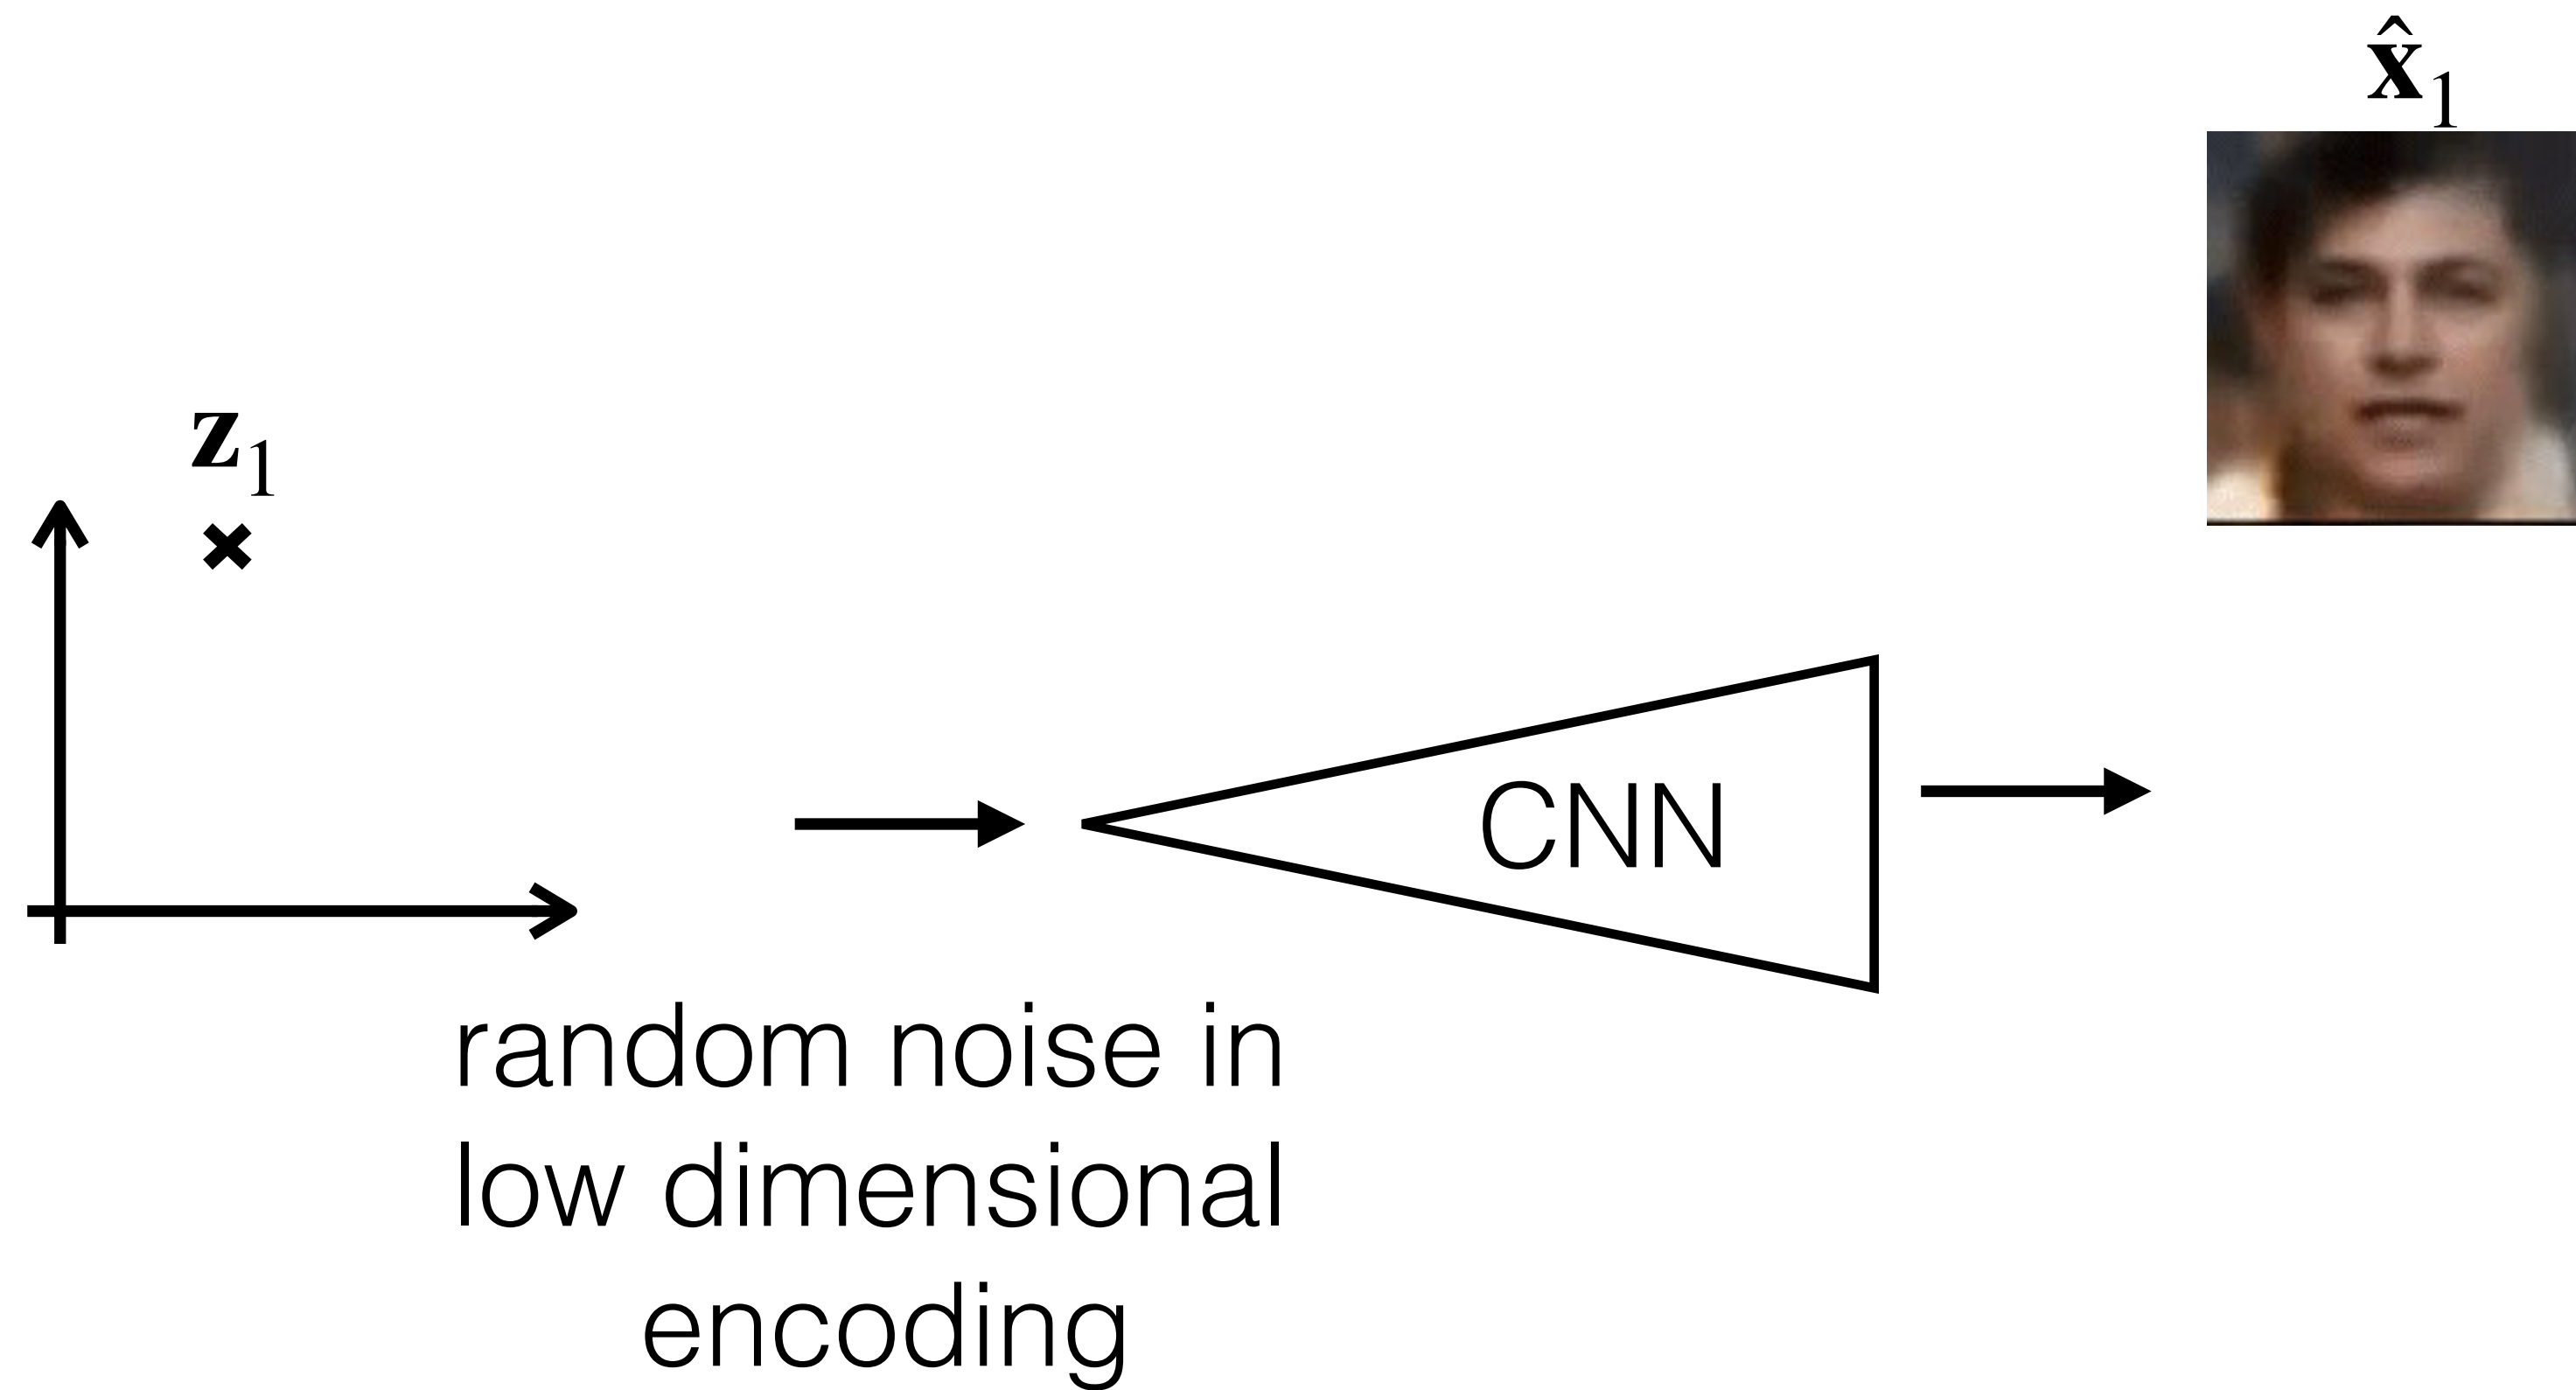 x̂₁
z₁
CNN
random noise in
low dimensional
encoding